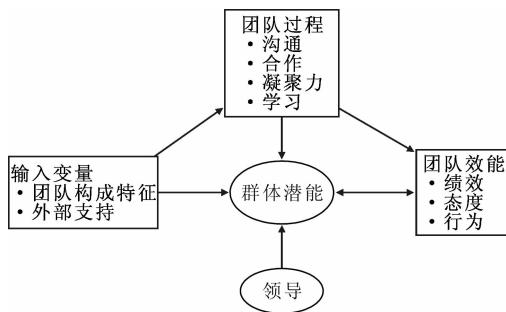 团队过程
• 沟通
• 合作
• 凝聚力
• 学习
输入变量
• 团队构成特征
• 外部支持
群体潜能
团队效能
• 绩效
• 态度
• 行为
领导